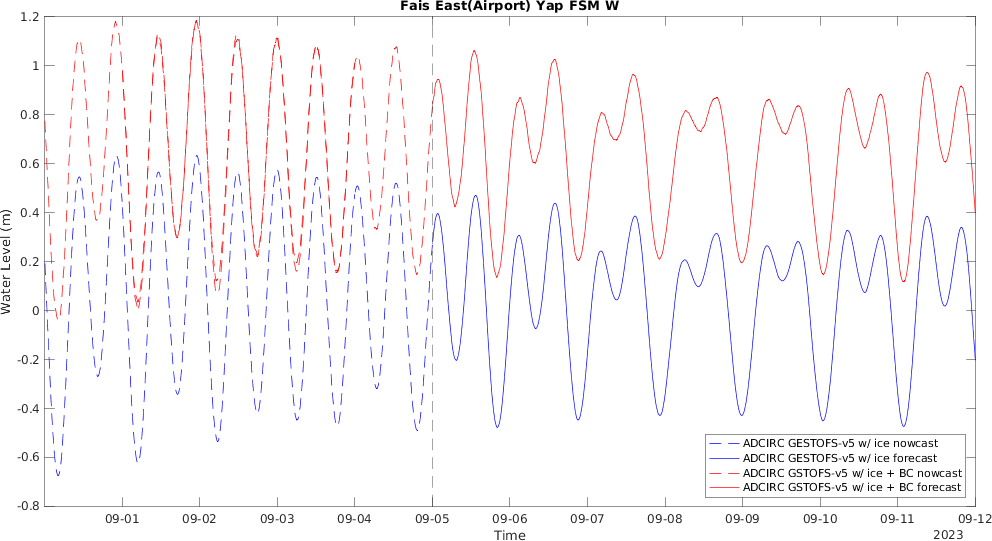 Fais East(Airport) Yap FSM W
1.2
1
0.8
0.6
0.4
0.2
0
-0.2
-0.4
-0.6
-0.8
Water Level (m)
ADCIRC GESTOFS-v5 w/ ice nowcast
ADCIRC GESTOFS-v5 w/ ice forecast
ADCIRC GSTOFS-v5 w/ ice + BC nowcast
ADCIRC GSTOFS-v5 w/ ice + BC forecast
09-01 09-02 09-03 09-04 09-05 09-06 09-07 09-08 09-09 09-10 09-11 09-12
Time
2023